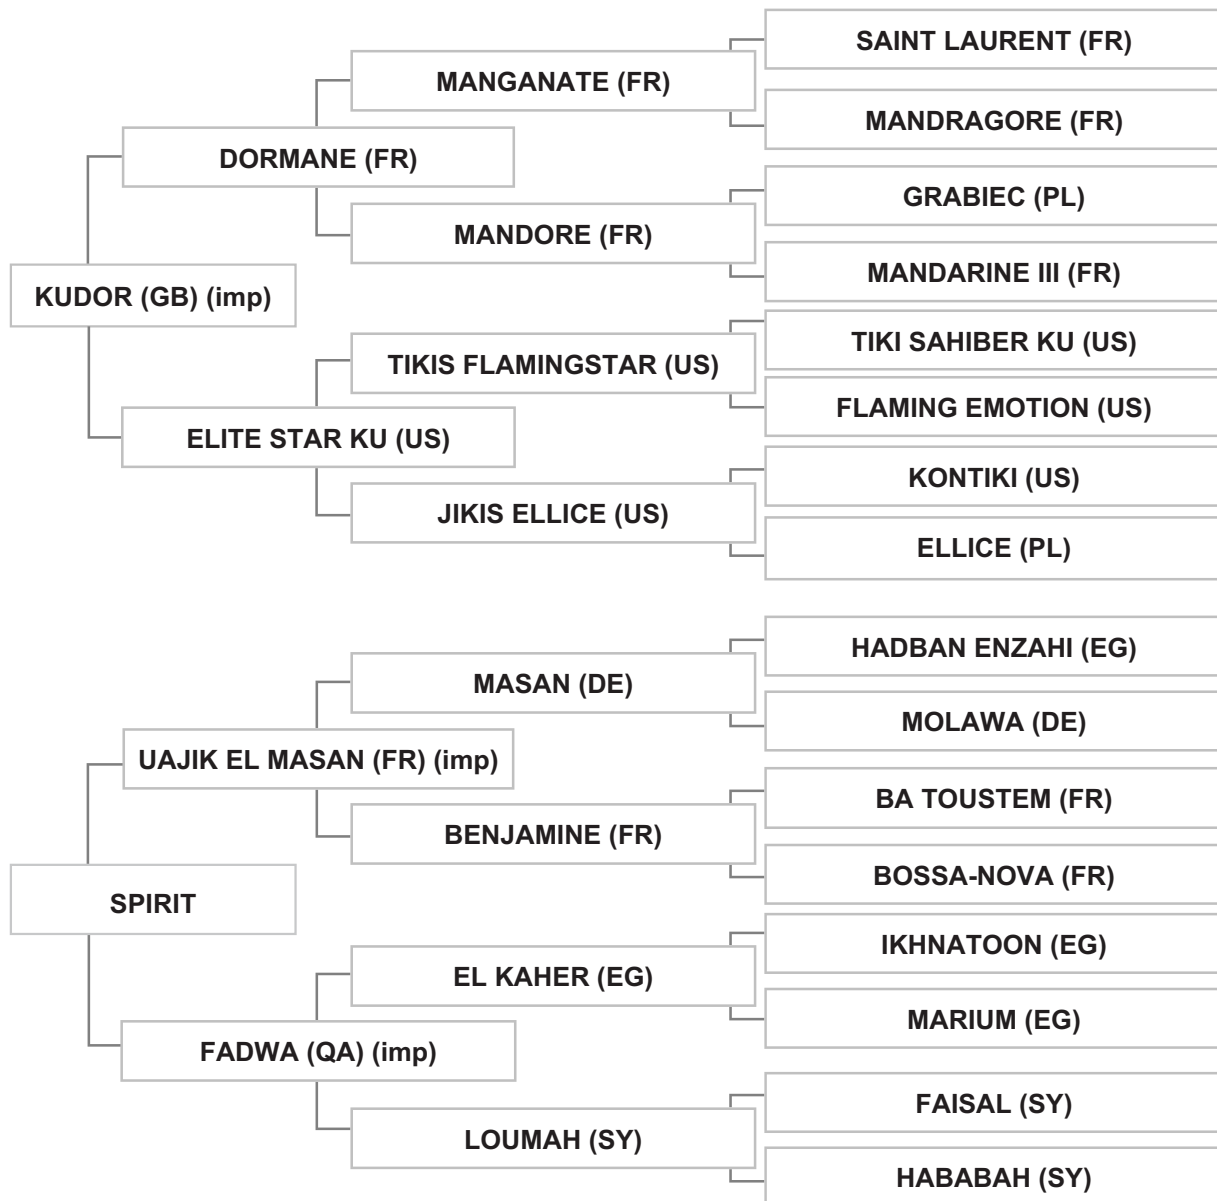 SAINT LAURENT (FR)
MANGANATE (FR)
MANDRAGORE (FR)
DORMANE (FR)
GRABIEC (PL)
MANDORE (FR)
MANDARINE III (FR)
KUDOR (GB) (imp)
TIKI SAHIBER KU (US)
TIKIS FLAMINGSTAR (US)
FLAMING EMOTION (US)
ELITE STAR KU (US)
KONTIKI (US)
JIKIS ELLICE (US)
ELLICE (PL)
HADBAN ENZAHI (EG)
MASAN (DE)
MOLAWA (DE)
UAJIK EL MASAN (FR) (imp)
BA TOUSTEM (FR)
BENJAMINE (FR)
BOSSA-NOVA (FR)
SPIRIT
IKHNATOON (EG)
EL KAHER (EG)
MARIUM (EG)
FADWA (QA) (imp)
FAISAL (SY)
LOUMAH (SY)
HABABAH (SY)